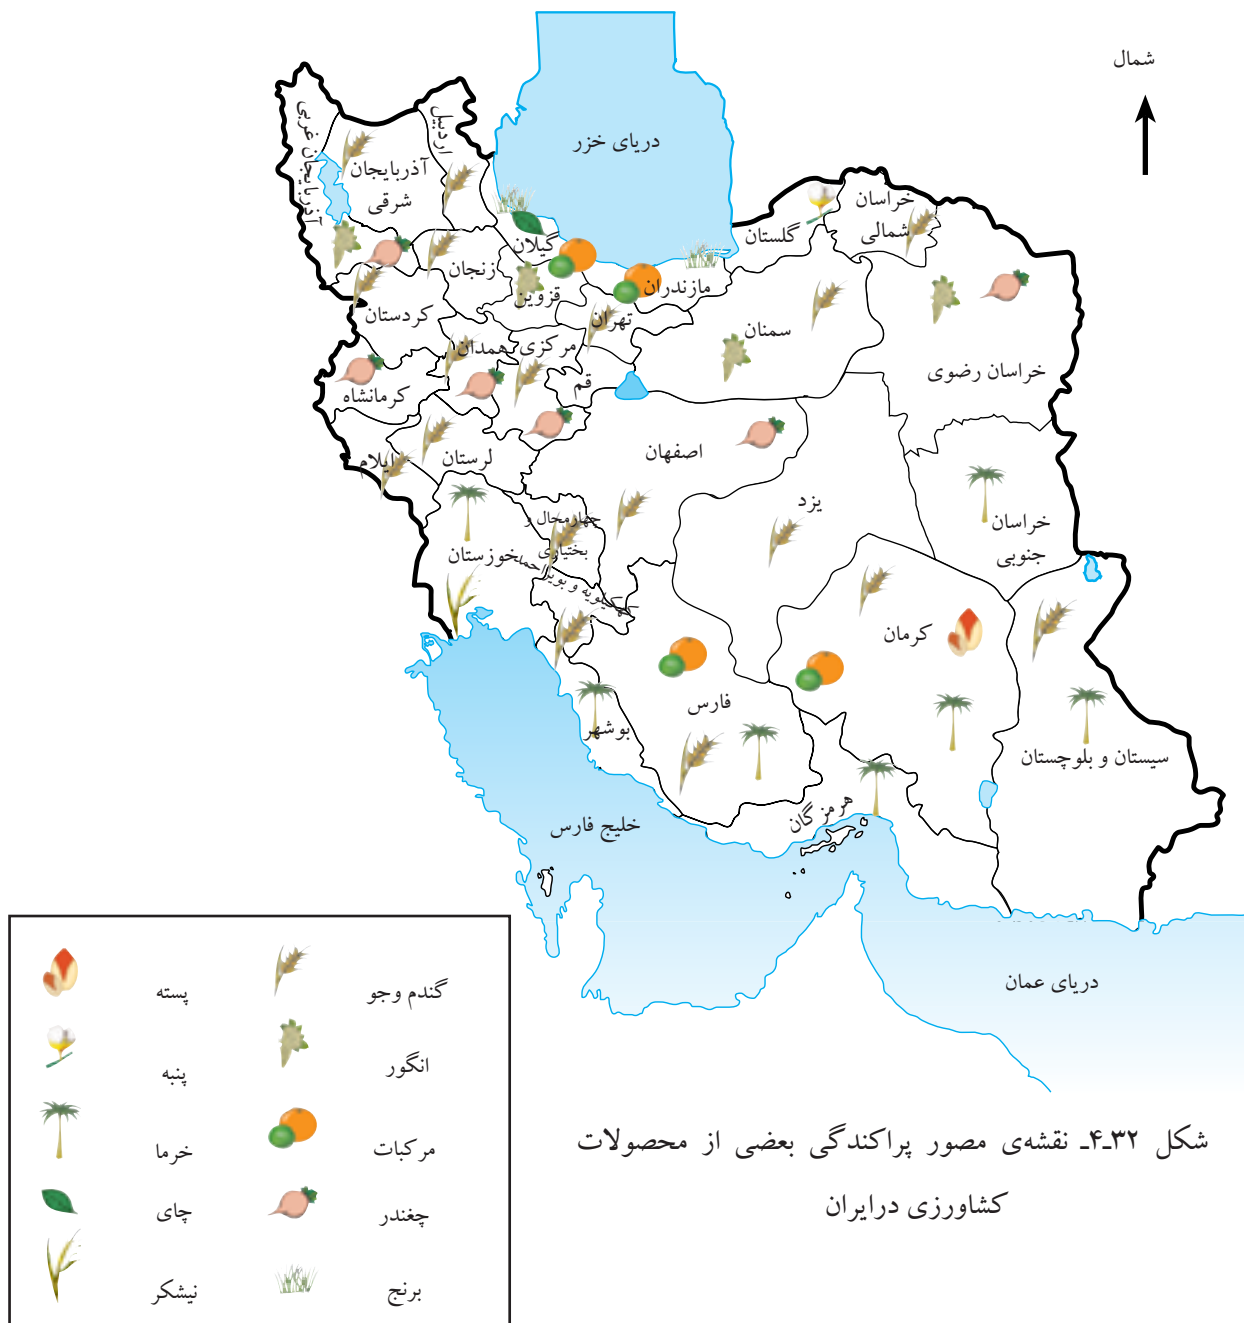 شمال
دریای خزر
آذربایجان غربی
اردبیل
آذربایجان
شرقی
خراسان
شمالی
گلستان
گیلان
زنجان
مازندران
قزوین
کردستان
تهران
سمنان
همدان
مرکزی
خراسان رضوی
کرمانشاه
قم
اصفهان
لرستان
ایلام
یزد
خراسان
جنوبی
چهارمحال و
بختیاری
خوزستان
کهکیلویه و بویراحمد
کرمان
فارس
بوشهر
سیستان و بلوچستان
هرمزگان
خلیج فارس
دریای عمان
گندم وجو
پسته
انگور
پنبه
مرکبات
خرما
چغندر
چای
برنج
نیشکر
شکل ۳۲ـ۴ـ نقشه‌ی مصور پراکندگی بعضی از محصولات
کشاورزی درایران